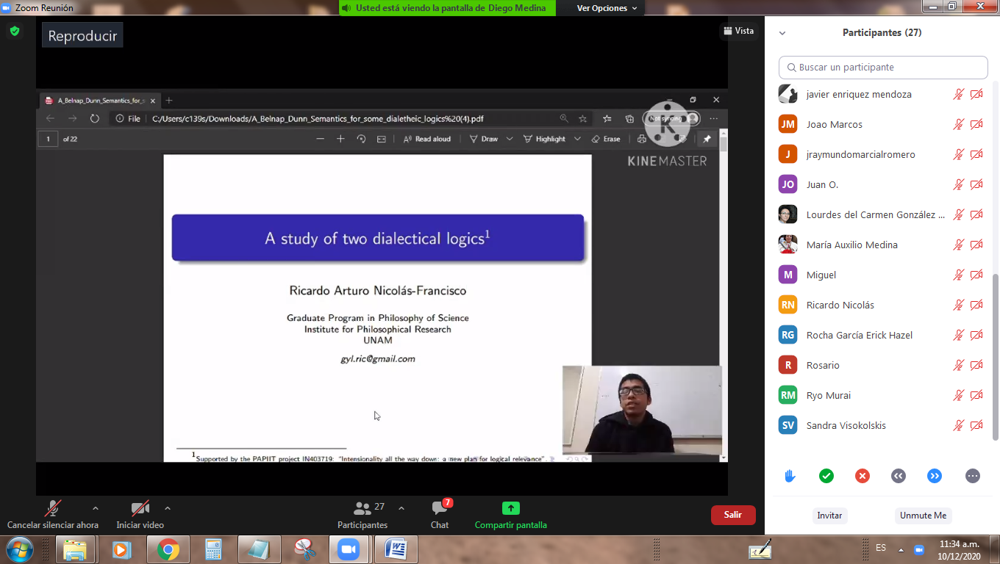 Zoom Reunión
Usted está viendo la pantalla de Diego Medina
Ver Opciones
Reproducir
Vista
A_Belnap_Dunn_Semantics_for_s
File
C:/Users/c139s/Downloads/A_Belnap_Dunn_Semantics_for_some_dialetheic_logics%20(4).pdf
Not syncing
K
1
of 22
Read aloud
Draw
Highlight
Erase
KINEMASTER
A study of two dialectical logics1
Ricardo Arturo Nicolás-Francisco
Graduate Program in Philosophy of Science
Institute for Philosophical Research
UNAM
gyl.ric@gmail.com
1Supported by the PAPIIT project IN403719: “Intensionality all the way down: a new plan for logical relevance”.
Cancelar silenciar ahora
Iniciar video
27
Participantes
7
Chat
Compartir pantalla
Salir
Participantes (27)
Buscar un participante
javier enriquez mendoza
JM Joao Marcos
J jraymundomarcialromero
JO Juan O.
Lourdes del Carmen González ...
María Auxilio Medina
M Miguel
RN Ricardo Nicolás
RG Rocha García Erick Hazel
R Rosario
RM Ryo Murai
SV Sandra Visokolskis
Invitar
Unmute Me
W
ES
11:34 a.m.
10/12/2020